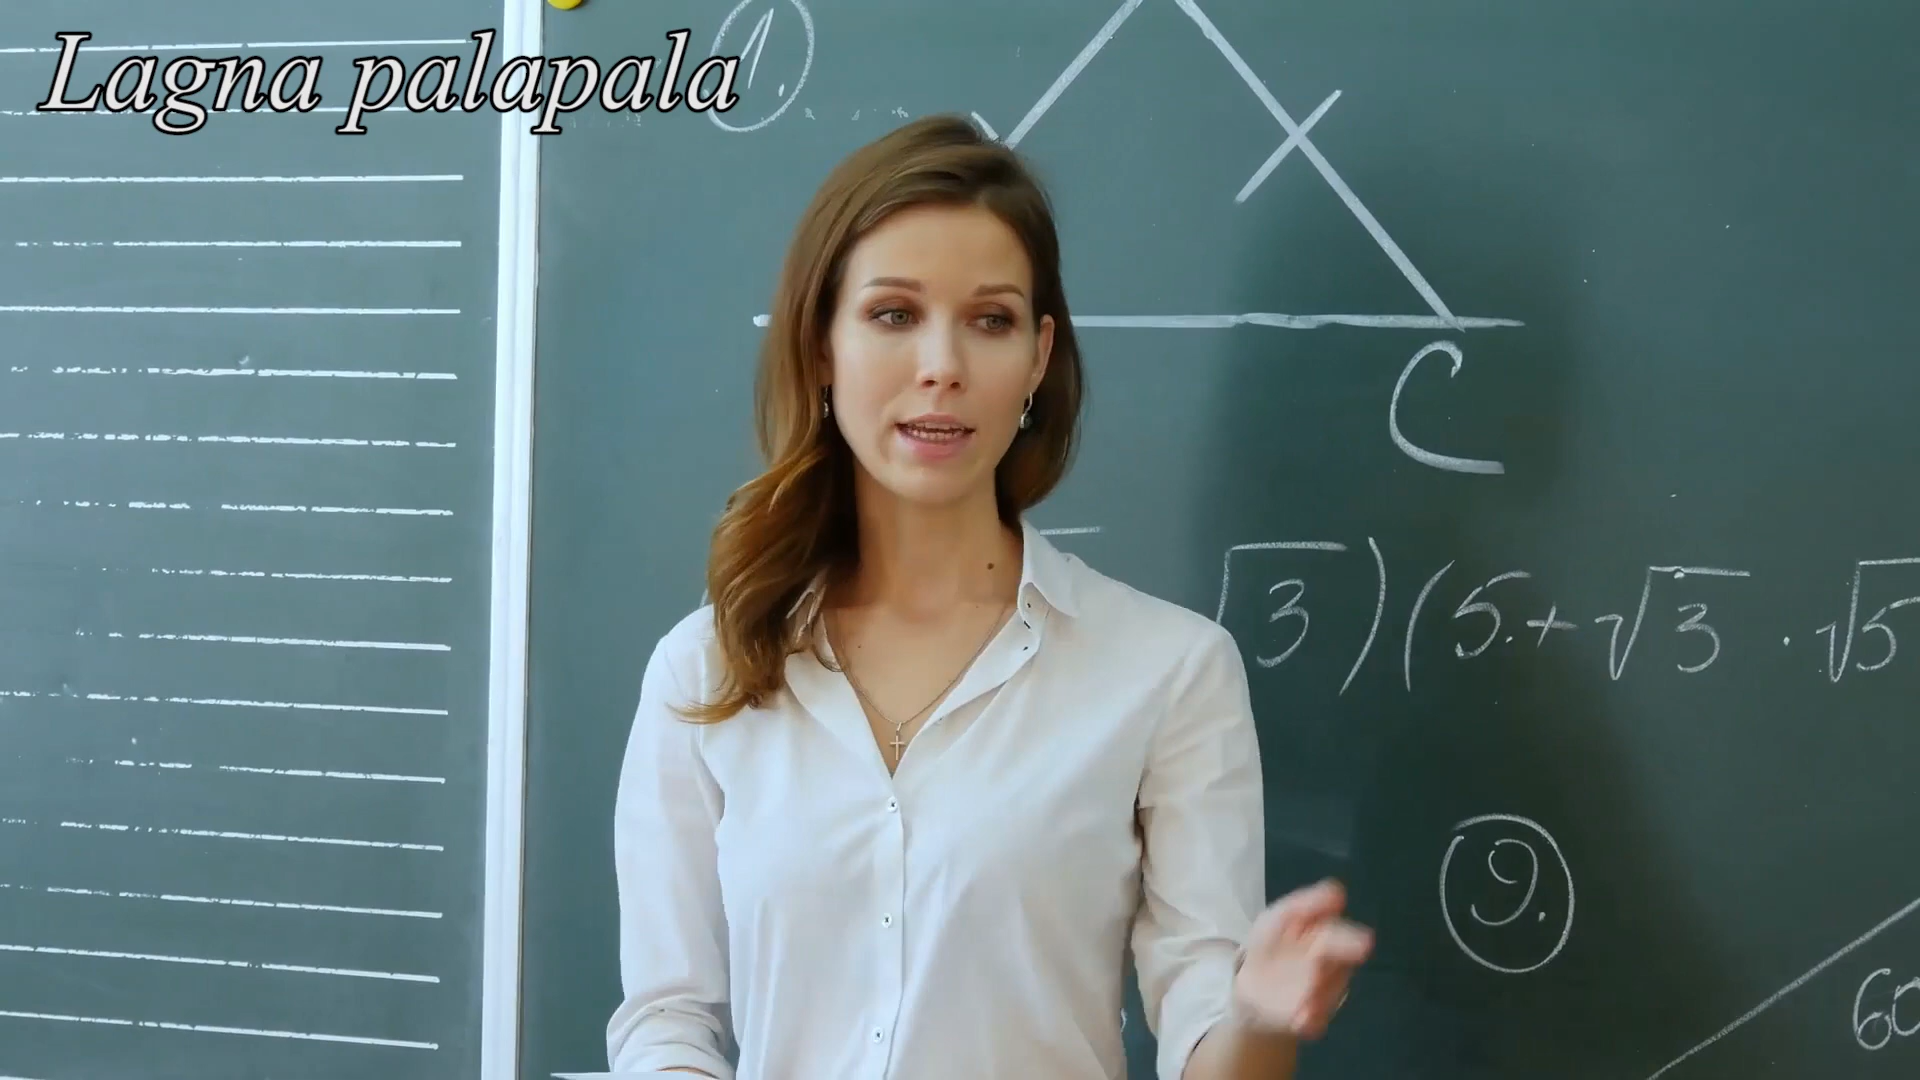 Lagna palapala
1.
C
√3)(5.+√3 · √5
9.
60